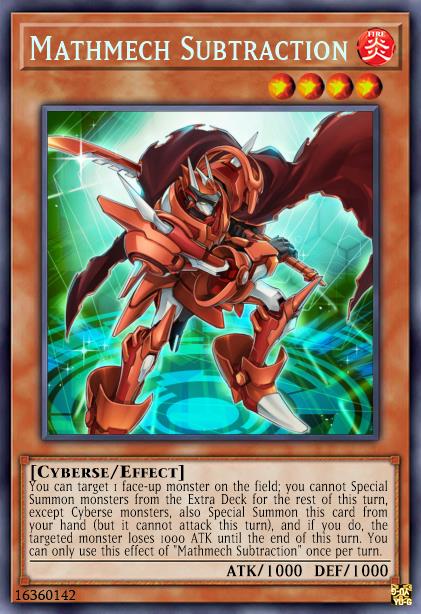 MATHMECH SUBTRACTION
FIRE
炎
[CYBERSE/EFFECT]
You can target 1 face-up monster on the field; you cannot Special
Summon monsters from the Extra Deck for the rest of this turn,
except Cyberse monsters, also Special Summon this card from
your hand (but it cannot attack this turn), and if you do, the
targeted monster loses 1000 ATK until the end of this turn. You
can only use this effect of "Mathmech Subtraction" once per turn.
ATK/1000 DEF/1000
16360142